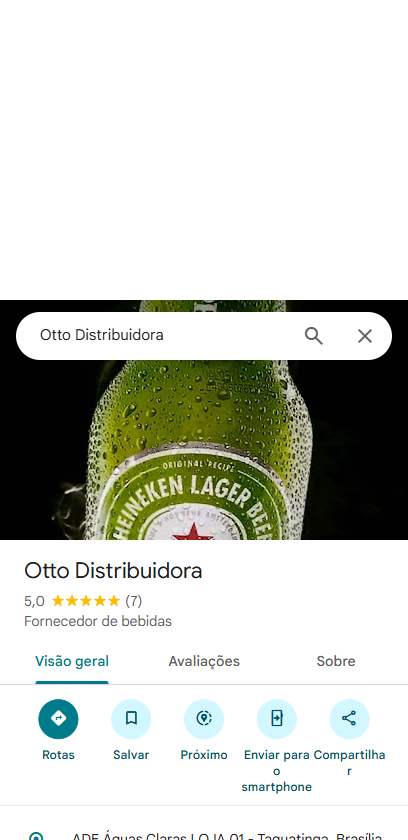 Otto Distribuidora
ORIGINAL RECIPE
HEINEKEN LAGER BEER
Otto Distribuidora
5,0 ★★★★★ (7)
Fornecedor de bebidas
Visão geral Avaliações Sobre
Rotas Salvar Próximo Enviar para o smartphone Compartilhar
ADE Águas Claras LOJA 01 - Taguatinga, Brasília